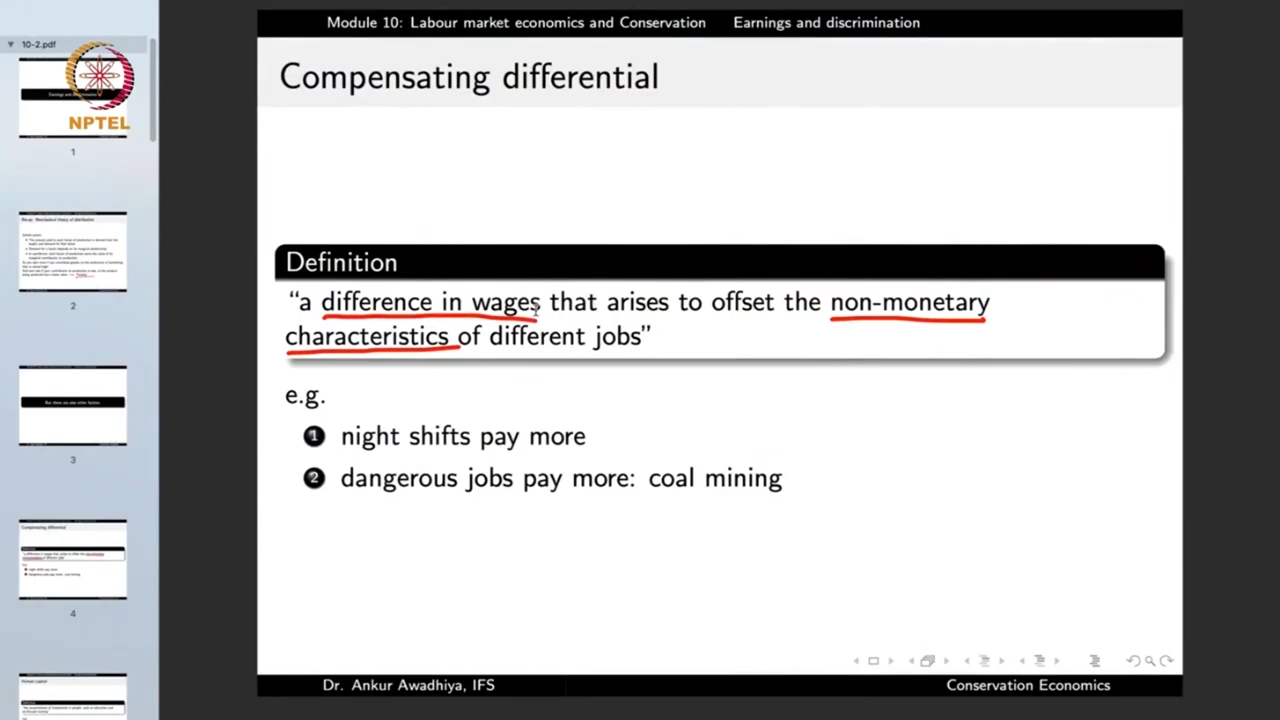 Module 10: Labour market economics and Conservation Earnings and discrimination
10-2.pdf
NPTEL
1
2
3
4
Compensating differential
Definition
“a difference in wages that arises to offset the non-monetary
characteristics of different jobs”
e.g.
1 night shifts pay more
2 dangerous jobs pay more: coal mining
Dr. Ankur Awadhiya, IFS Conservation Economics